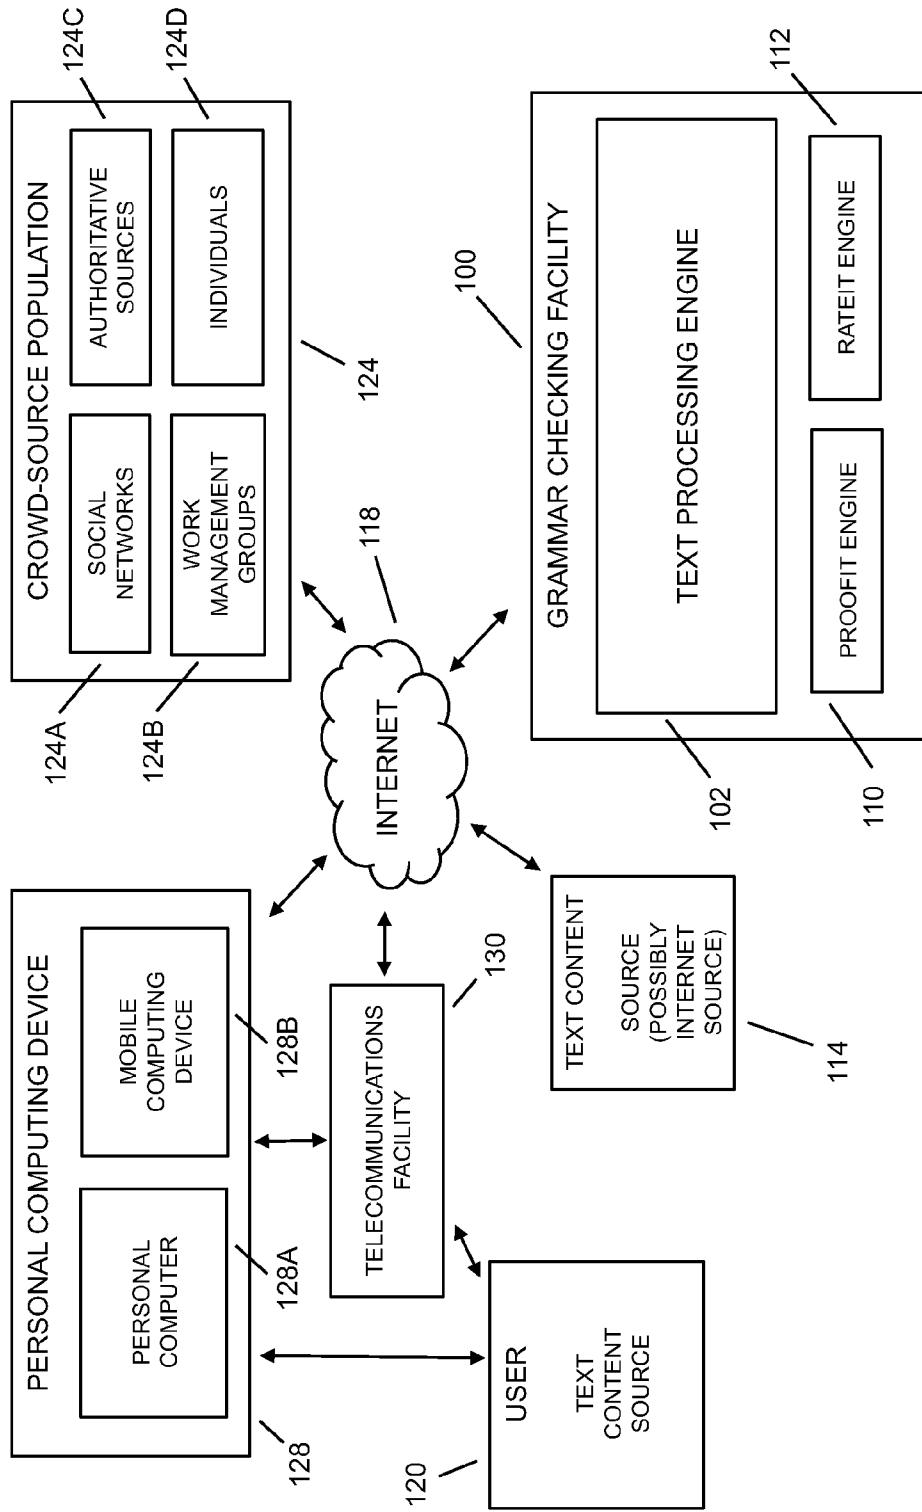 PERSONAL COMPUTING DEVICE
PERSONAL
COMPUTER
128A
MOBILE
COMPUTING
DEVICE
128B
128
CROWD-SOURCE POPULATION
124A
SOCIAL
NETWORKS
AUTHORITATIVE
SOURCES
124C
124B
WORK
MANAGEMENT
GROUPS
INDIVIDUALS
124D
124
TELECOMMUNICATIONS
FACILITY
130
INTERNET
118
120
USER
TEXT
CONTENT
SOURCE
TEXT CONTENT
SOURCE
(POSSIBLY
INTERNET
SOURCE)
114
100
GRAMMAR CHECKING FACILITY
TEXT PROCESSING ENGINE
102
PROOFIT ENGINE
110
RATEIT ENGINE
112